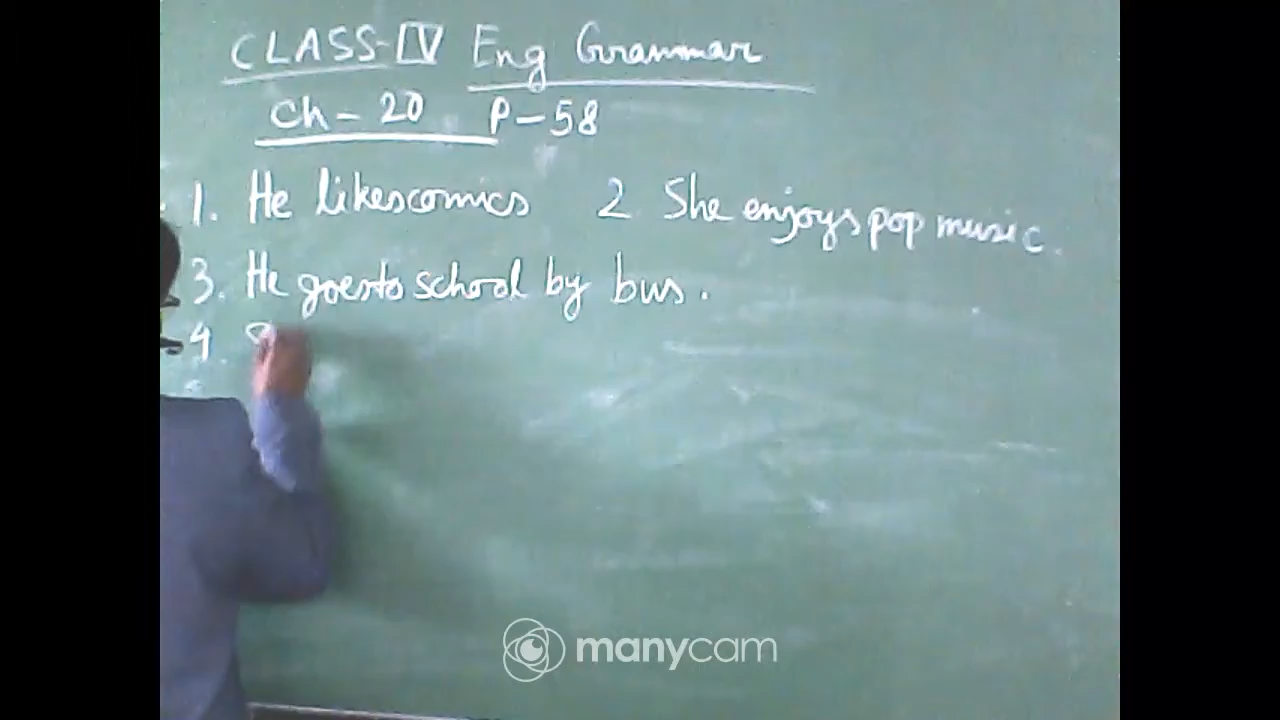 CLASS-IV Eng Grammar
Ch - 20 P - 58
1. He likes comics 2 She enjoys pop music.
3. He goes to school by bus.
4.
manycam